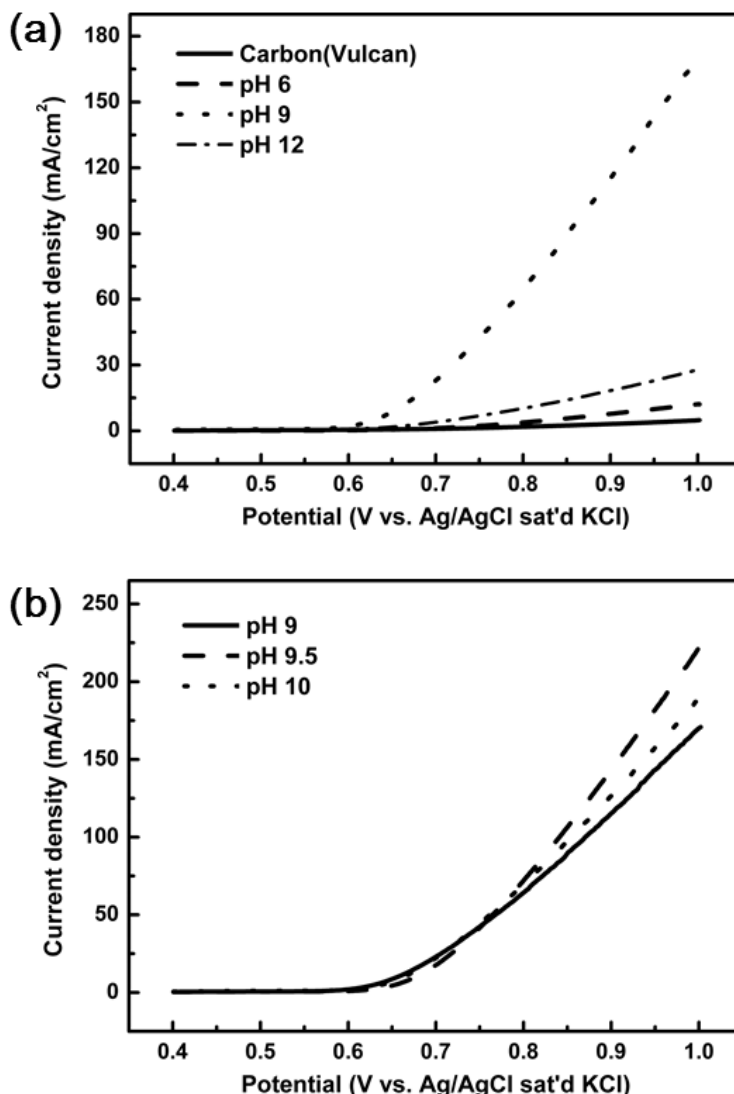 (a)
180
150
120
90
60
30
0
Current density (mA/cm²)
Carbon(Vulcan)
pH 6
pH 9
pH 12
0.4 0.5 0.6 0.7 0.8 0.9 1.0
Potential (V vs. Ag/AgCl sat'd KCl)
(b)
250
200
150
100
50
0
Current density (mA/cm²)
pH 9
pH 9.5
pH 10
0.4 0.5 0.6 0.7 0.8 0.9 1.0
Potential (V vs. Ag/AgCl sat'd KCl)